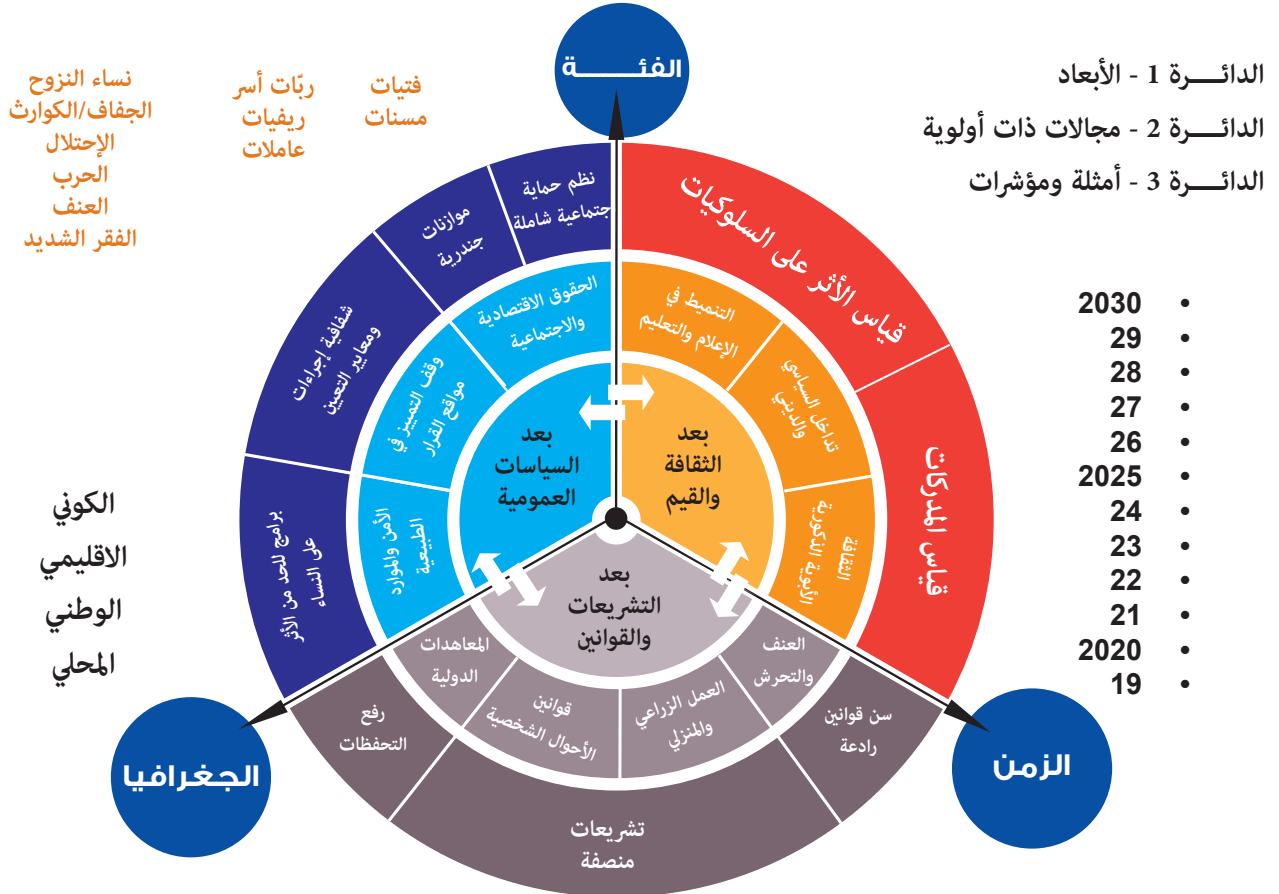 الفئـــــــة
الدائـــــرة 1 - الأبعاد
الدائـــــرة 2 - مجالات ذات أولوية
الدائـــــرة 3 - أمثلة ومؤشرات
فتيات
مسنات
ربّات أسر
ريفيات
عاملات
نساء النزوح
الجفاف/الكوارث
الإحتلال
الحرب
العنف
الفقر الشديد
قياس الأثر على السلوكيات
قياس المدركات
نظم حماية
جتماعية شاملة
موازنات
جندرية
شفافية إجراءات
ومعايير التعيين
برامج للحد من الأثر
على النساء
التنميط في
الإعلام والتعليم
تداخل السياسي
والديني
الثقافة
الأبوية الذكورية
الحقوق الاقتصادية
والاجتماعية
وقف التمييز في
مواقع القرار
الأمن والموارد
الطبيعية
بعد
الثقافة
والقيم
بعد
السياسات
العمومية
بعد
التشريعات
والقوانين
العنف
والتحرش
العمل الزراعي
والمنزلي
قوانين
الأحوال الشخصية
المعاهدات
الدولية
سن قوانين
رادعة
تشريعات
منصفة
رفع
التحفظات
• 2030
• 29
• 28
• 27
• 26
• 2025
• 24
• 23
• 22
• 21
• 2020
• 19
الكوني
الاقليمي
الوطني
المحلي
الزمن
الجغرافيا